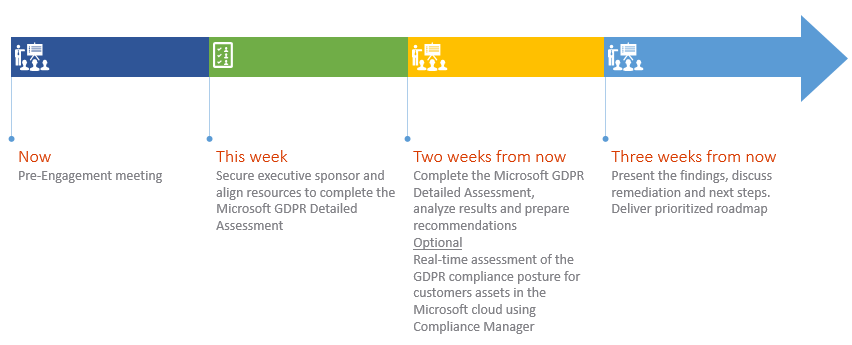 Now
Pre-Engagement meeting
This week
Secure executive sponsor and
align resources to complete the
Microsoft GDPR Detailed
Assessment
Two weeks from now
Complete the Microsoft GDPR
Detailed Assessment,
analyze results and prepare
recommendations
Optional
Real-time assessment of the
GDPR compliance posture for
customers assets in the
Microsoft cloud using
Compliance Manager
Three weeks from now
Present the findings, discuss
remediation and next steps.
Deliver prioritized roadmap